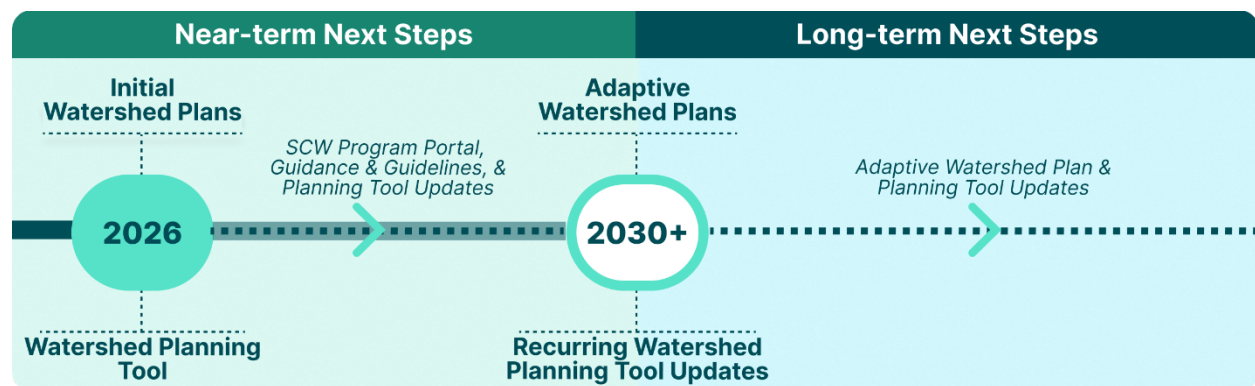 Near-term Next Steps
Long-term Next Steps
Initial
Watershed Plans
Adaptive
Watershed Plans
SCW Program Portal,
Guidance & Guidelines, &
Planning Tool Updates
Adaptive Watershed Plan &
Planning Tool Updates
2026
2030+
Watershed Planning
Tool
Recurring Watershed
Planning Tool Updates